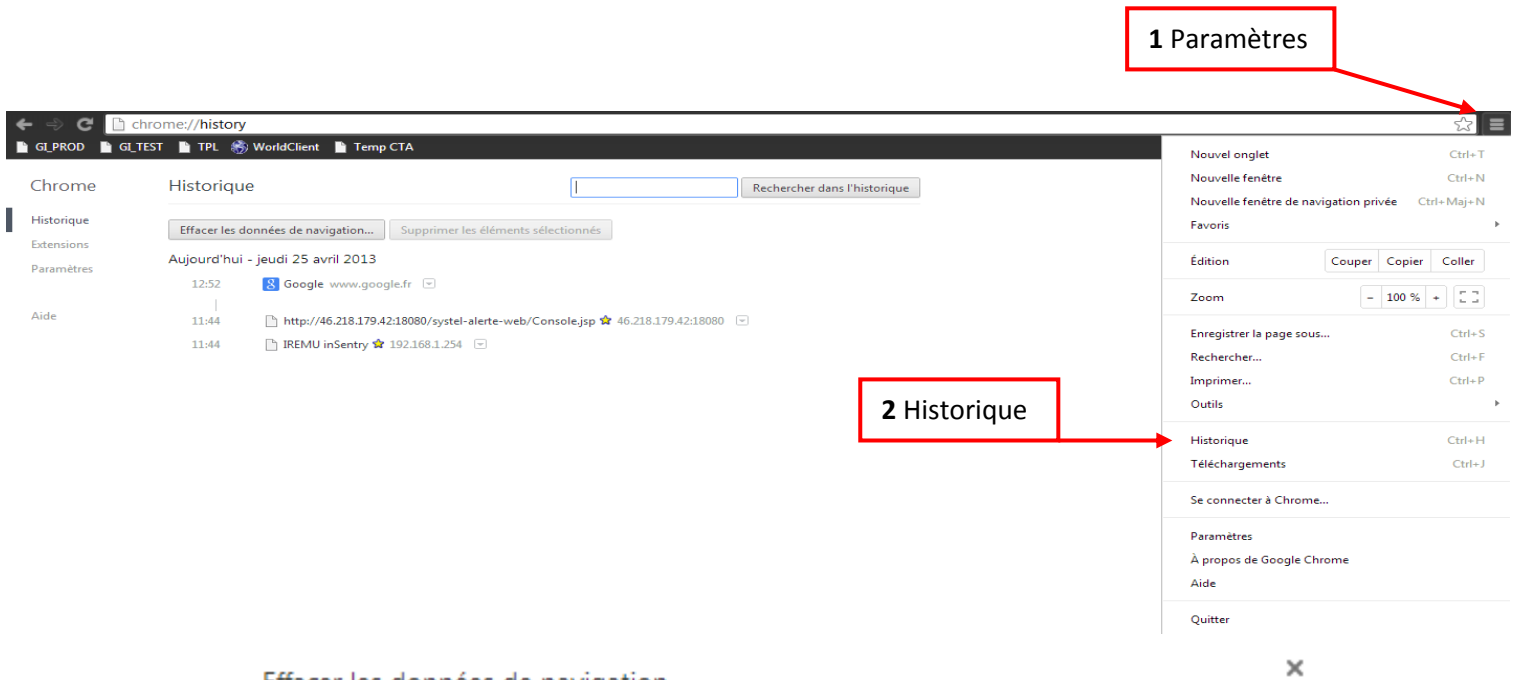 1 Paramètres
chrome://history
GI_PROD GI_TEST TPL WorldClient Temp CTA
Chrome
Historique
Extensions
Paramètres
Aide
Historique
Rechercher dans l'historique
Effacer les données de navigation... Supprimer les éléments sélectionnés
Aujourd'hui - jeudi 25 avril 2013
12:52 Google www.google.fr
11:44 http://46.218.179.42:18080/systel-alerte-web/Console.jsp 46.218.179.42:18080
11:44 IREMU inSentry 192.168.1.254
2 Historique
Nouvel onglet Ctrl+T
Nouvelle fenêtre Ctrl+N
Nouvelle fenêtre de navigation privée Ctrl+Maj+N
Favoris
Édition Couper Copier Coller
Zoom - 100 % +
Enregistrer la page sous... Ctrl+S
Rechercher... Ctrl+F
Imprimer... Ctrl+P
Outils
Historique Ctrl+H
Téléchargements Ctrl+J
Se connecter à Chrome...
Paramètres
À propos de Google Chrome
Aide
Quitter
Effacer les données de navigation